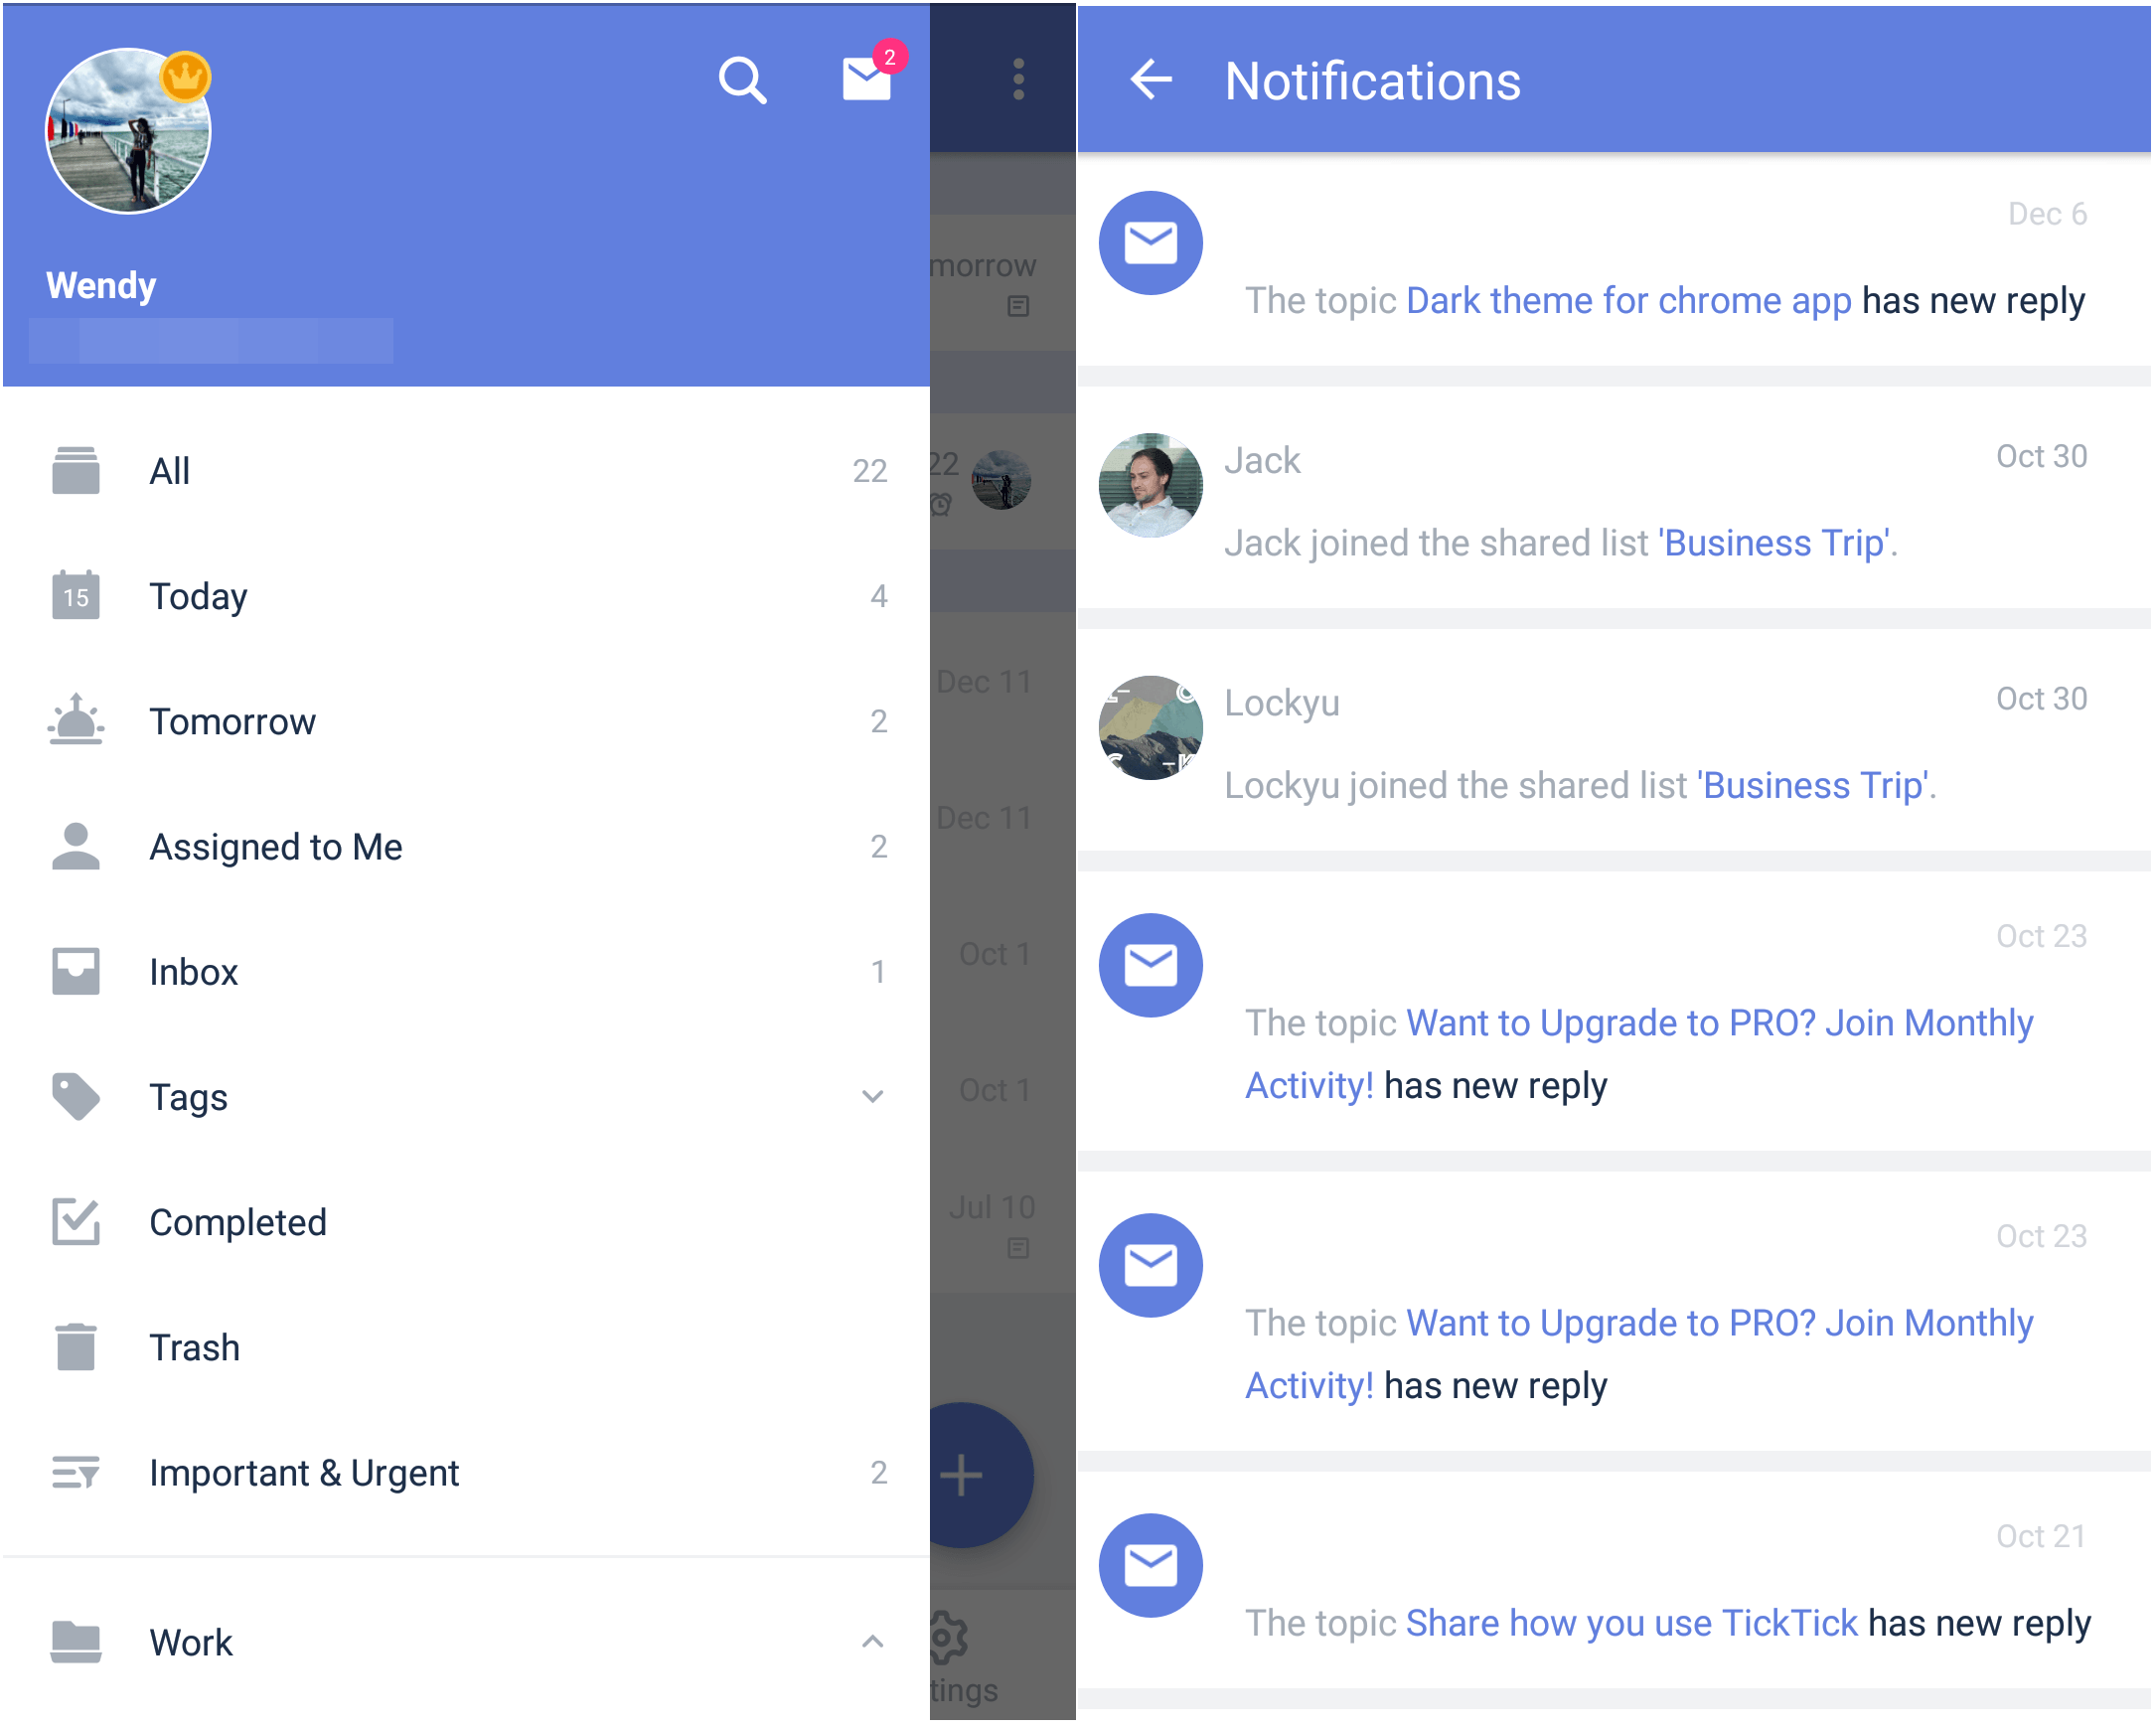 2
Wendy
All 22
15
Today 4
Tomorrow 2
Assigned to Me 2
Inbox 1
Tags
Completed
Trash
Important & Urgent 2
Work
morrow
22
Dec 11
Dec 11
Oct 1
Oct 1
Jul 10
tings
Notifications
Dec 6
The topic Dark theme for chrome app has new reply
Jack Oct 30
Jack joined the shared list 'Business Trip'.
Lockyu Oct 30
Lockyu joined the shared list 'Business Trip'.
Oct 23
The topic Want to Upgrade to PRO? Join Monthly
Activity! has new reply
Oct 23
The topic Want to Upgrade to PRO? Join Monthly
Activity! has new reply
Oct 21
The topic Share how you use TickTick has new reply